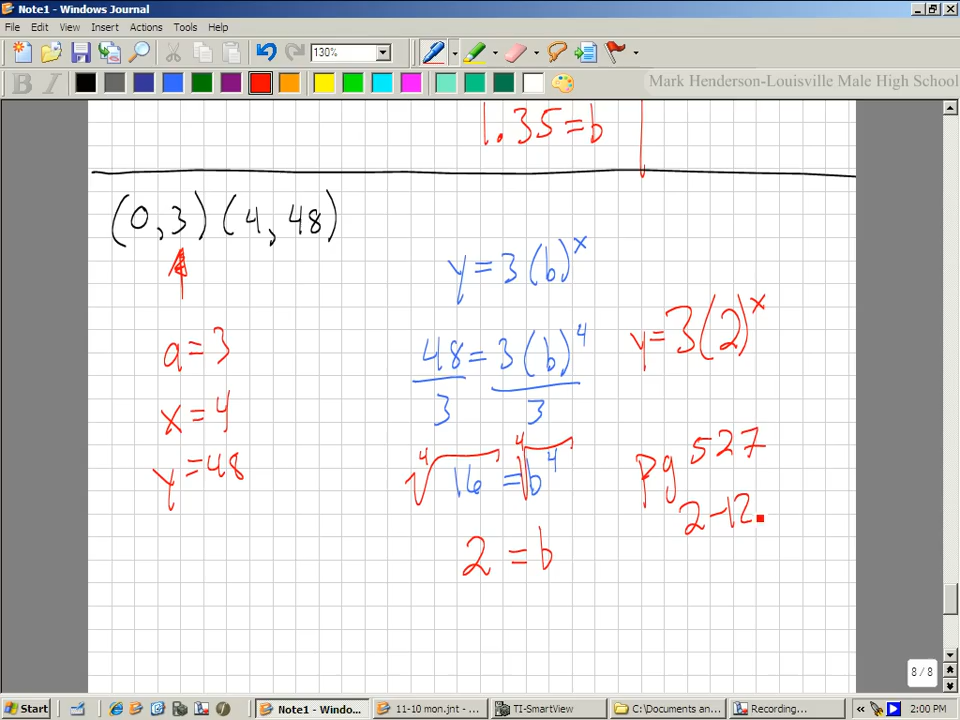 Note1 - Windows Journal
File Edit View Insert Actions Tools Help
130%
B I
Mark Henderson-Louisville Male High School
1.35=b
(0,3) (4,48)
y=3(b)^x
a=3
48=3(b)^4
3 3
y=3(2)^x
x=4
y=48
∜16 = ∜b^4
pg 527
2-12
2=b
8/8
Start
Note1 - Windo...
11-10 mon.jnt - ...
TI-SmartView
C:\Documents an...
Recording...
«
2:00 PM